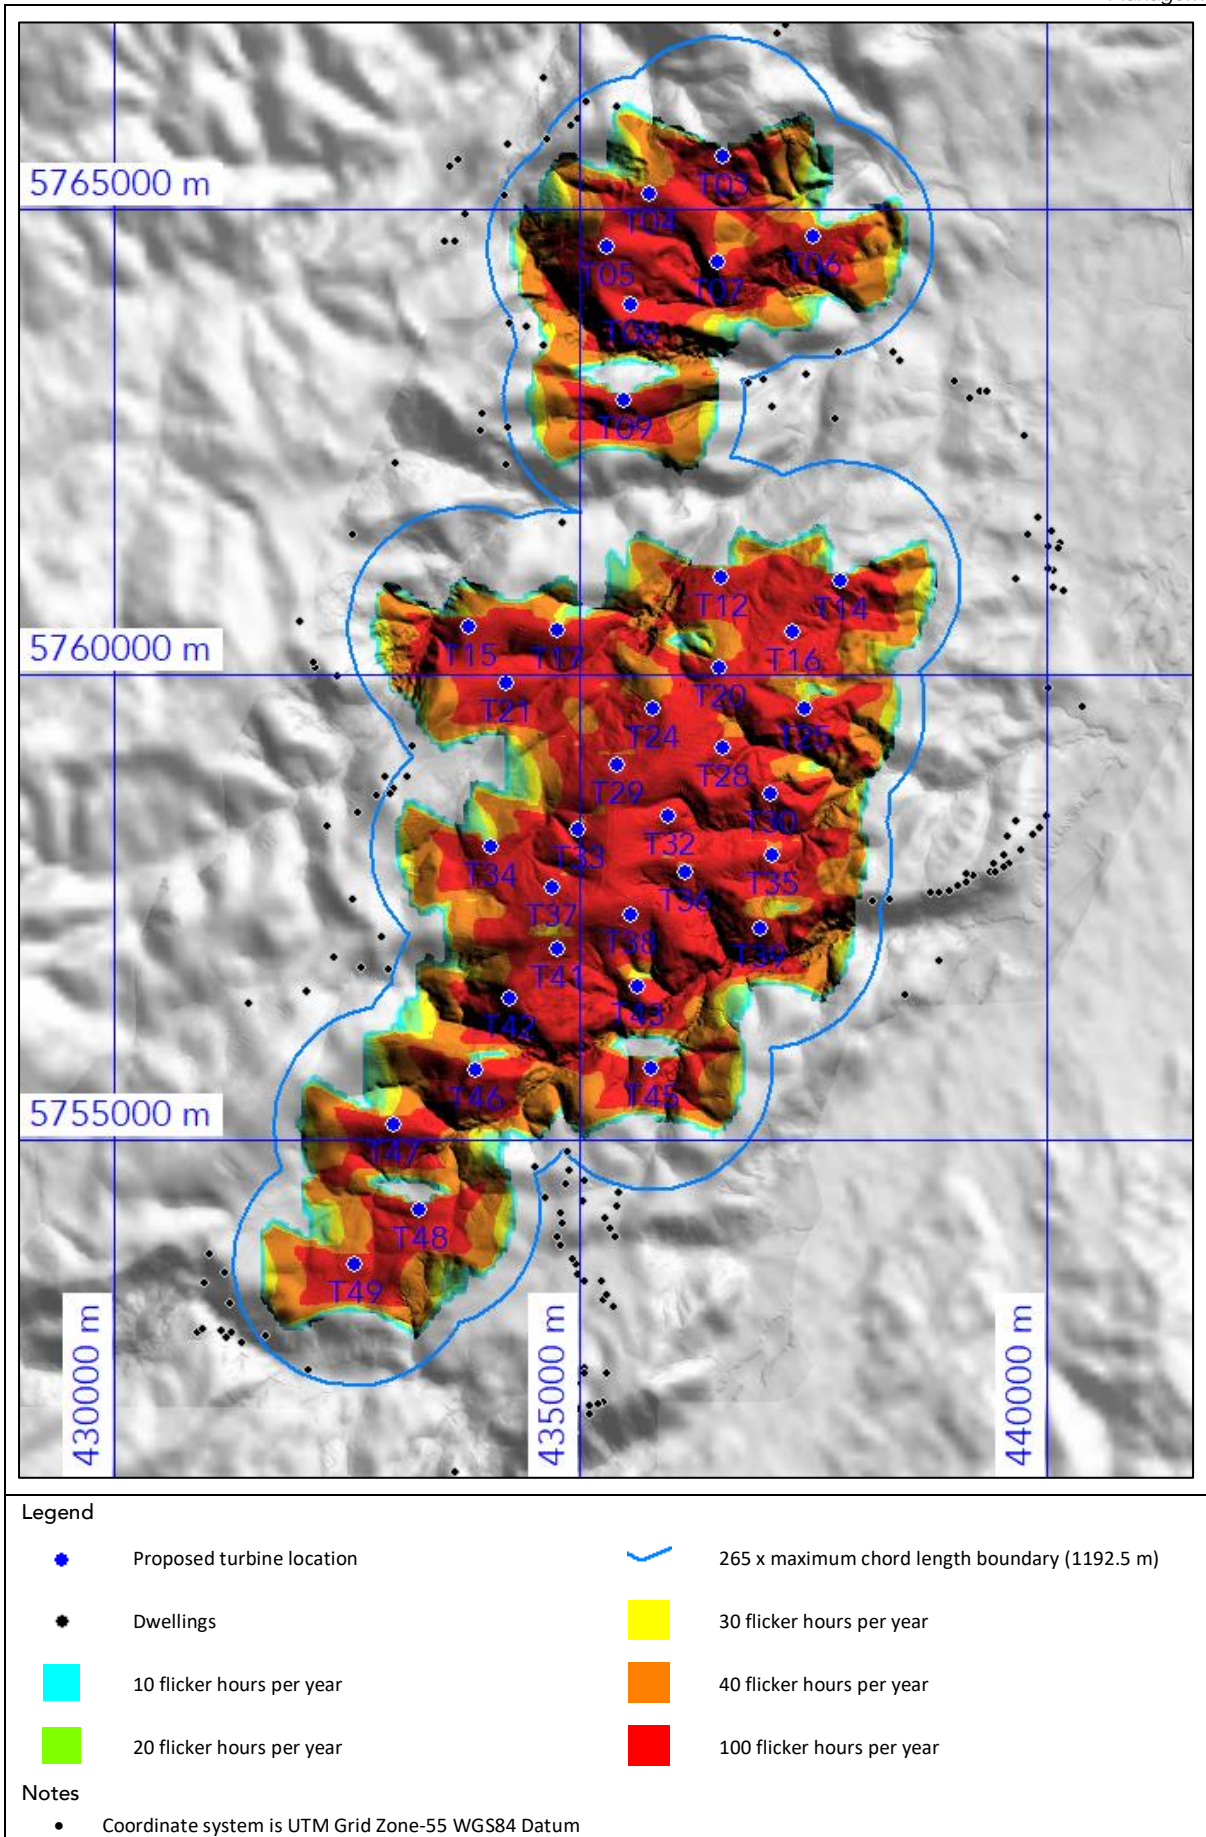 5765000 m
T03
T04
T06
T05
T07
T08
T09
T12
T14
5760000 m
T15
T17
T16
T20
T21
T24
T25
T28
T29
T30
T32
T33
T34
T35
T36
T37
T38
T39
T41
T42
T43
T46
T45
5755000 m
T47
T48
T49
430000 m
435000 m
440000 m
Legend
Proposed turbine location
265 x maximum chord length boundary (1192.5 m)
Dwellings
30 flicker hours per year
10 flicker hours per year
40 flicker hours per year
20 flicker hours per year
100 flicker hours per year
Notes
• Coordinate system is UTM Grid Zone-55 WGS84 Datum